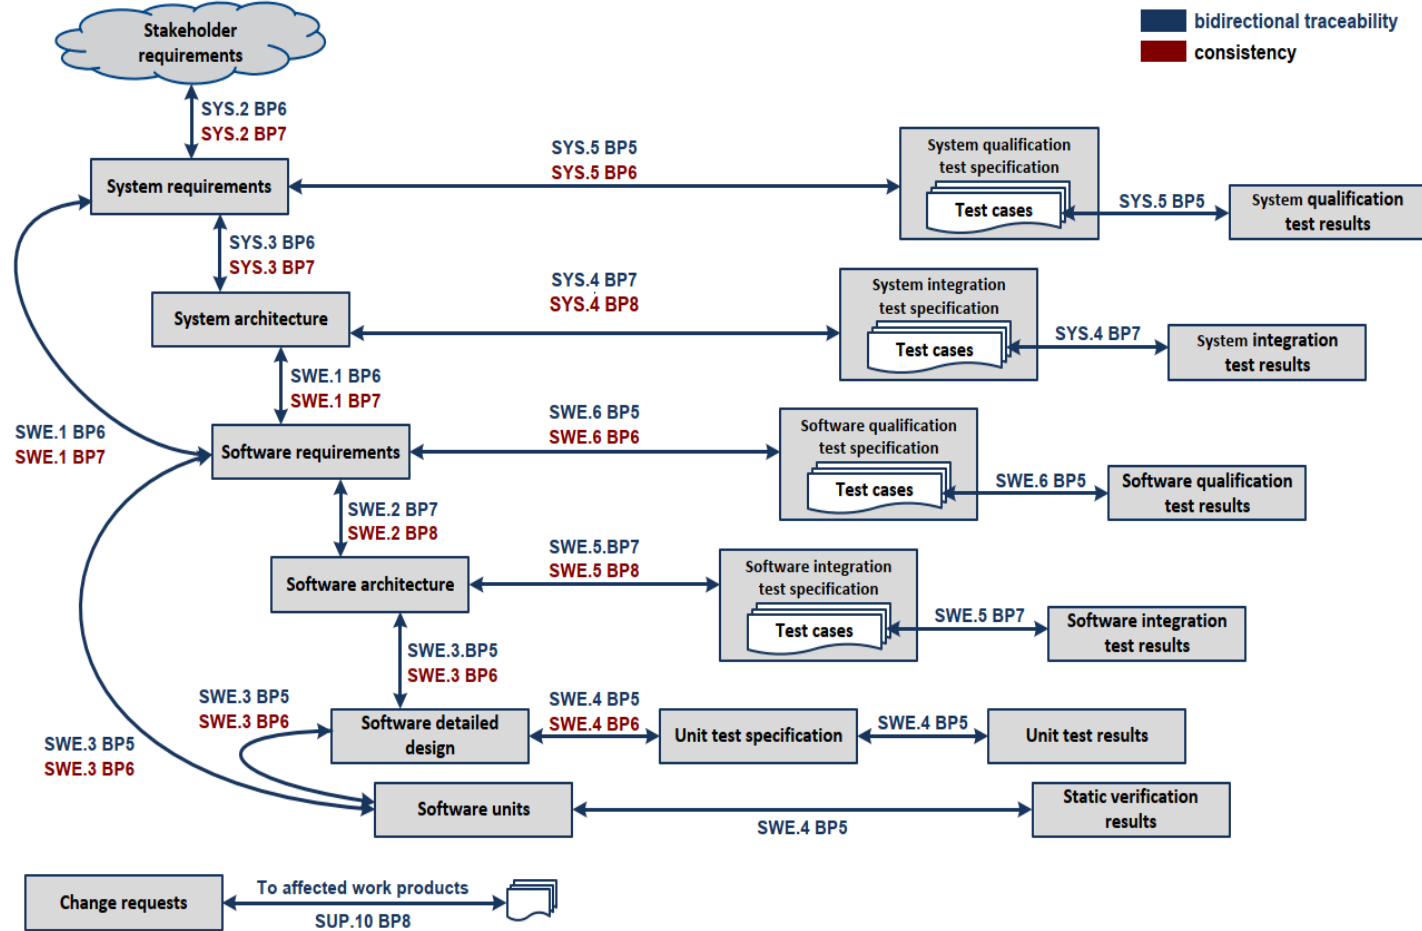 Stakeholder
requirements
bidirectional traceability
consistency
SYS.2 BP6
SYS.2 BP7
System requirements
SYS.5 BP5
SYS.5 BP6
System qualification
test specification
Test cases
SYS.5 BP5
System qualification
test results
SYS.3 BP6
SYS.3 BP7
System architecture
SYS.4 BP7
SYS.4 BP8
System integration
test specification
Test cases
SYS.4 BP7
System integration
test results
SWE.1 BP6
SWE.1 BP7
SWE.1 BP6
SWE.1 BP7
Software requirements
SWE.6 BP5
SWE.6 BP6
Software qualification
test specification
Test cases
SWE.6 BP5
Software qualification
test results
SWE.2 BP7
SWE.2 BP8
Software architecture
SWE.5.BP7
SWE.5 BP8
Software integration
test specification
Test cases
SWE.5 BP7
Software integration
test results
SWE.3.BP5
SWE.3 BP6
SWE.3 BP5
SWE.3 BP6
Software detailed
design
SWE.4 BP5
SWE.4 BP6
Unit test specification
SWE.4 BP5
Unit test results
SWE.3 BP5
SWE.3 BP6
Software units
SWE.4 BP5
Static verification
results
Change requests
To affected work products
SUP.10 BP8